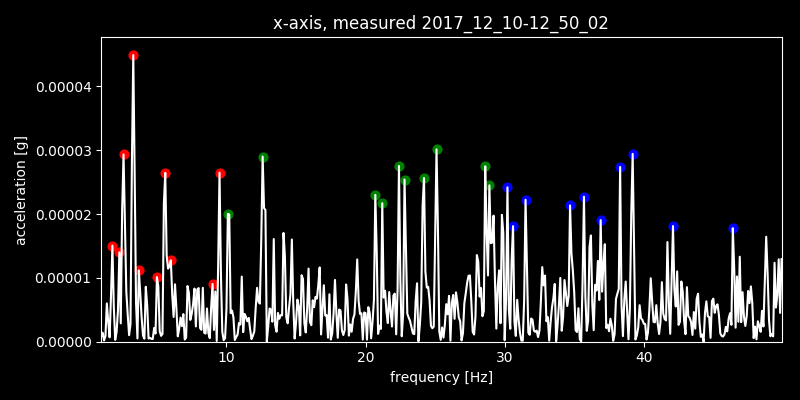 x-axis, measured 2017_12_10-12_50_02
acceleration [g]
0.00004
0.00003
0.00002
0.00001
0.00000
10 20 30 40
frequency [Hz]